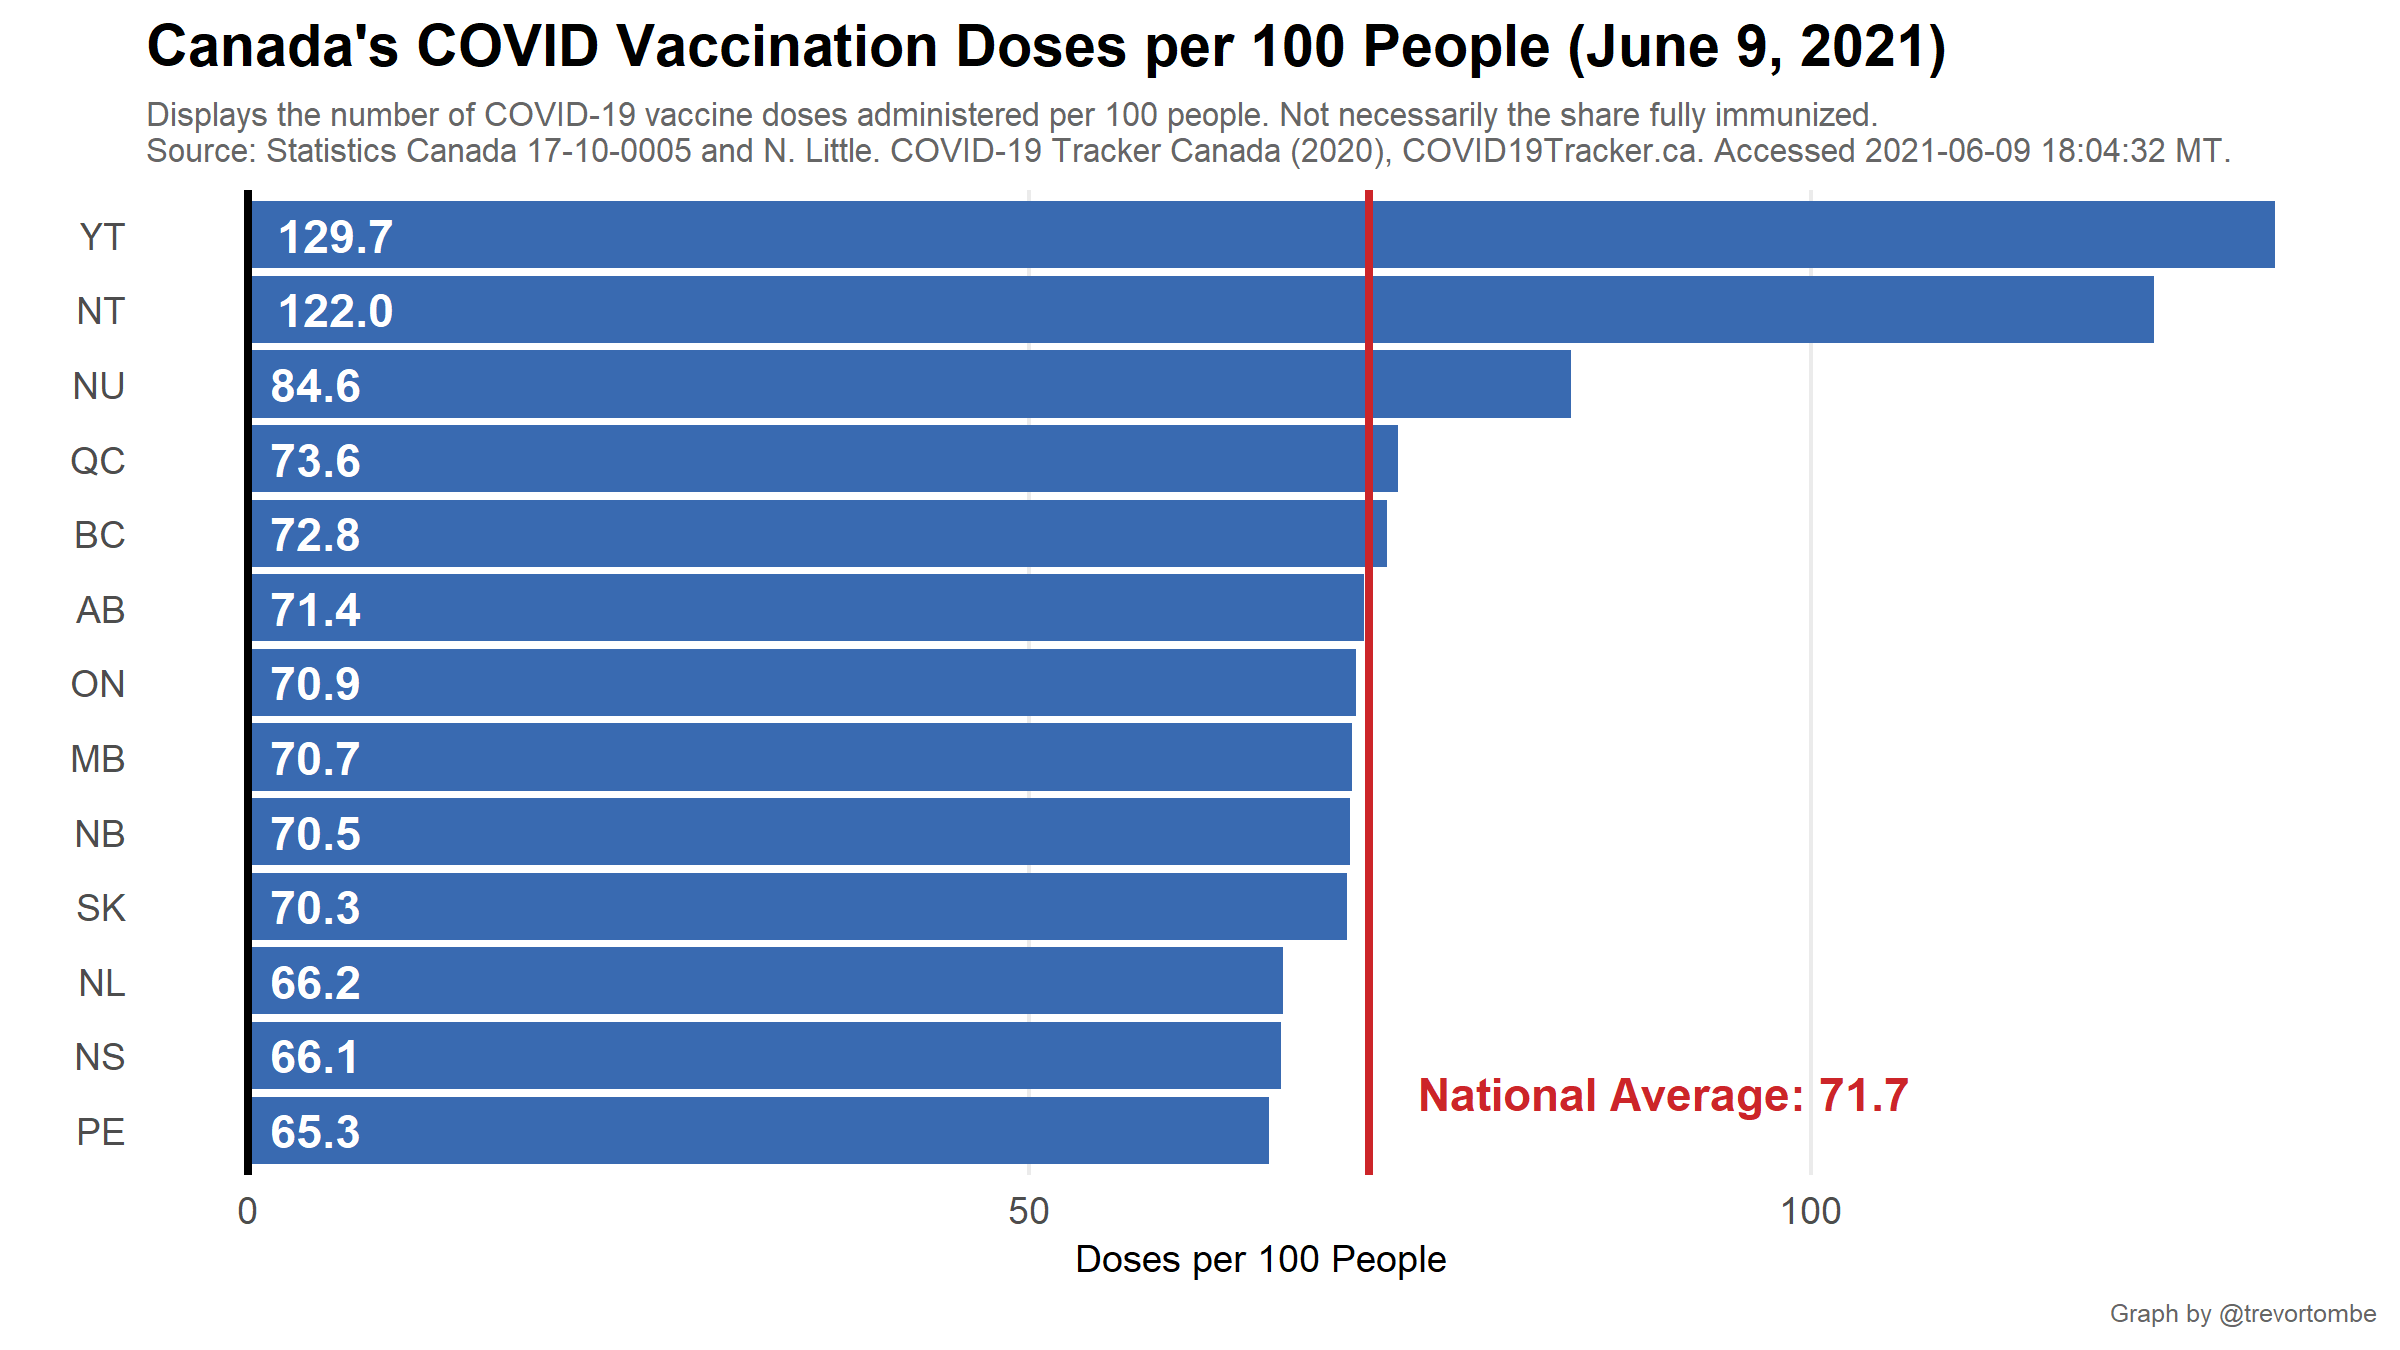 Canada's COVID Vaccination Doses per 100 People (June 9, 2021)
Displays the number of COVID-19 vaccine doses administered per 100 people. Not necessarily the share fully immunized.
Source: Statistics Canada 17-10-0005 and N. Little. COVID-19 Tracker Canada (2020), COVID19Tracker.ca. Accessed 2021-06-09 18:04:32 MT.
YT 129.7
NT 122.0
NU 84.6
QC 73.6
BC 72.8
AB 71.4
ON 70.9
MB 70.7
NB 70.5
SK 70.3
NL 66.2
NS 66.1
National Average: 71.7
PE 65.3
0 50 100
Doses per 100 People
Graph by @trevortombe